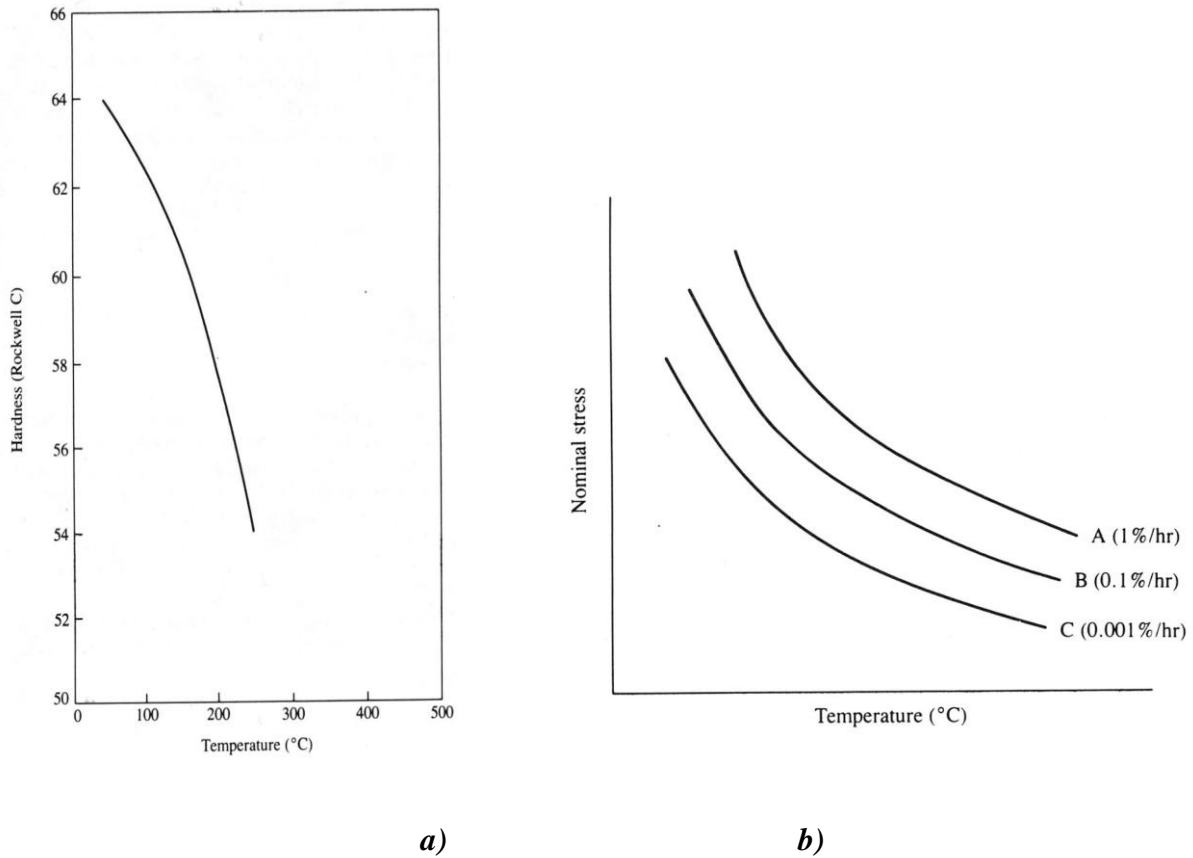 66
64
62
60
58
56
54
52
50
Hardness (Rockwell C)
0 100 200 300 400 500
Temperature (°C)
Nominal stress
A (1%/hr)
B (0.1%/hr)
C (0.001%/hr)
Temperature (°C)
a) b)